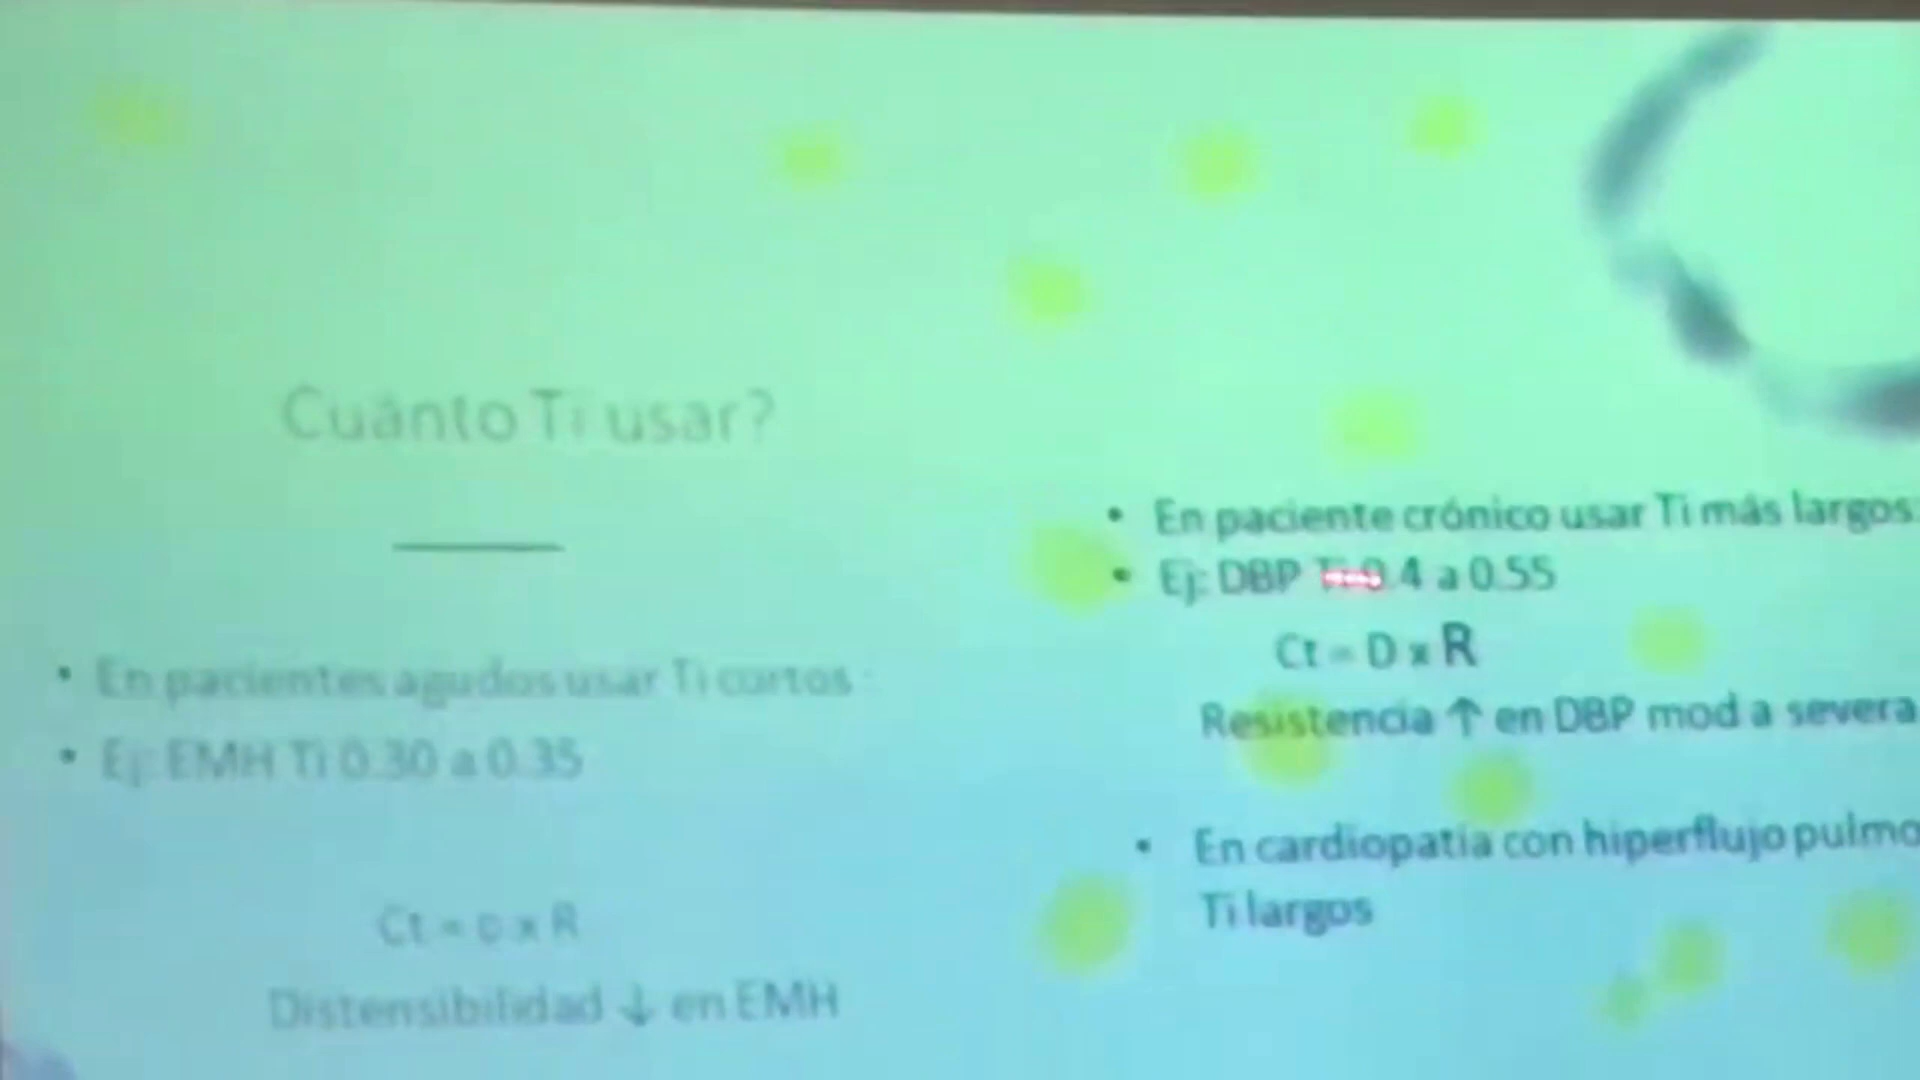 Cuánto Ti usar?
• En pacientes agudos usar Ti cortos :
• Ej: EMH Ti 0.30 a 0.35
Ct = D x R
Distensibilidad ↓ en EMH
• En paciente crónico usar Ti más largos:
• Ej: DBP Ti 0.4 a 0.55
Ct = D x R
Resistencia ↑ en DBP mod a severa
• En cardiopatia con hiperflujo pulmo
Ti largos